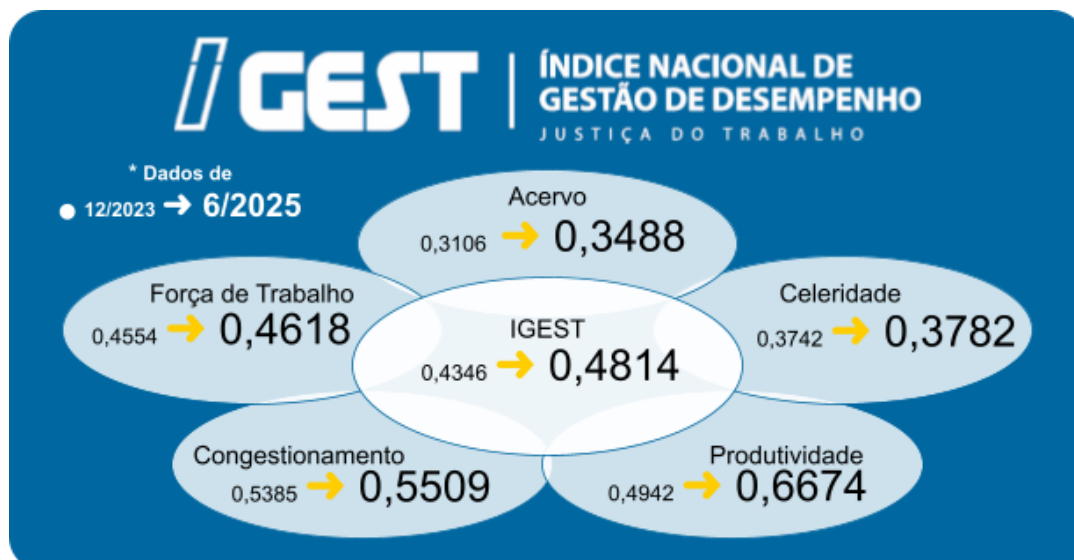 IGEST
ÍNDICE NACIONAL DE
GESTÃO DE DESEMPENHO
JUSTIÇA DO TRABALHO
* Dados de
12/2023 ➜ 6/2025
Acervo
0,3106 ➜ 0,3488
Força de Trabalho
0,4554 ➜ 0,4618
Celeridade
0,3742 ➜ 0,3782
IGEST
0,4346 ➜ 0,4814
Congestionamento
0,5385 ➜ 0,5509
Produtividade
0,4942 ➜ 0,6674